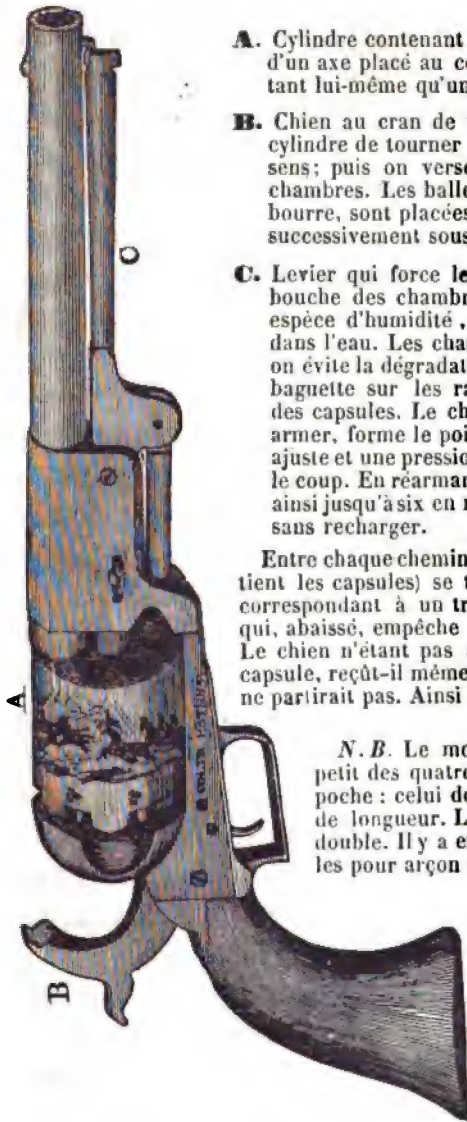 A. Cylindre contenant
d'un axe placé au ce
tant lui-même qu'un
B. Chien au cran de
cylindre de tourner
sens; puis on verse
chambres. Les balle
bourre, sont placées
successivement sous
C. Levier qui force le
bouche des chambr
espèce d'humidité,
dans l'eau. Les cha
on évite la dégradat
baguette sur les ra
des capsules. Le ch
armer, forme le poi
ajuste et une pression
le coup. En réarman
ainsi jusqu'à six en m
sans recharger.
Entre chaque chemin
tient les capsules) se t
correspondant à un tr
qui, abaissé, empêche
Le chien n'étant pas
capsule, reçût-il même
ne partirait pas. Ainsi
N.B. Le mo
petit des quatre
poche: celui de
de longueur. L
double. Il y a e
les pour arçon
C
A
B
COLT'S PATENT